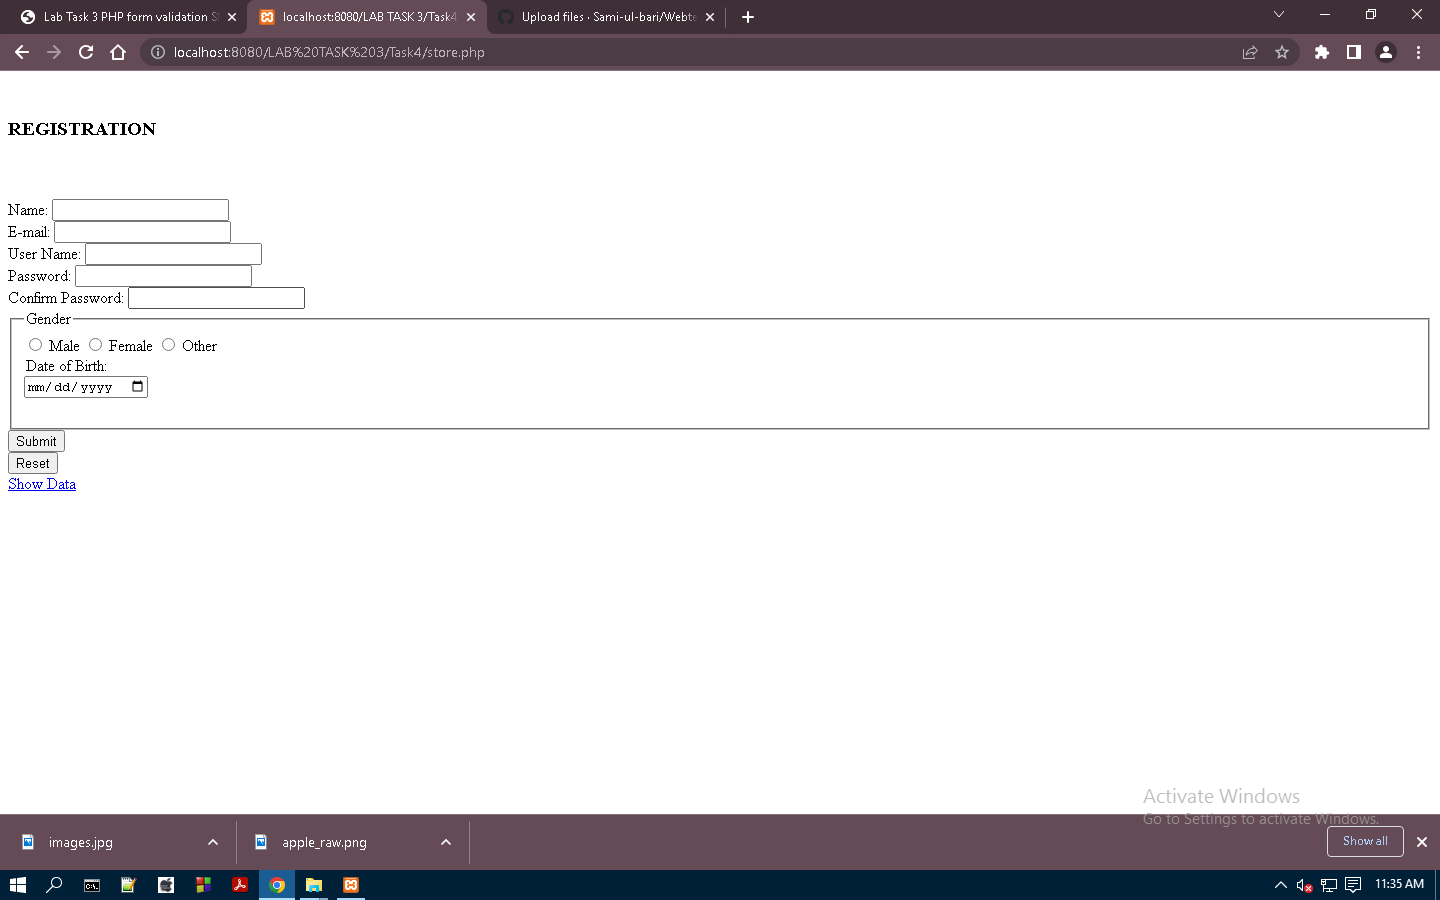 Lab Task 3 PHP form validation
localhost:8080/LAB TASK 3/Task4
Upload files · Sami-ul-bari/Webte
localhost:8080/LAB%20TASK%203/Task4/store.php
REGISTRATION
Name:
E-mail:
User Name:
Password:
Confirm Password:
Gender
Male Female Other
Date of Birth:
mm/dd/yyyy
Submit
Reset
Show Data
Activate Windows
Go to Settings to activate Windows.
images.jpg
apple_raw.png
Show all
11:35 AM